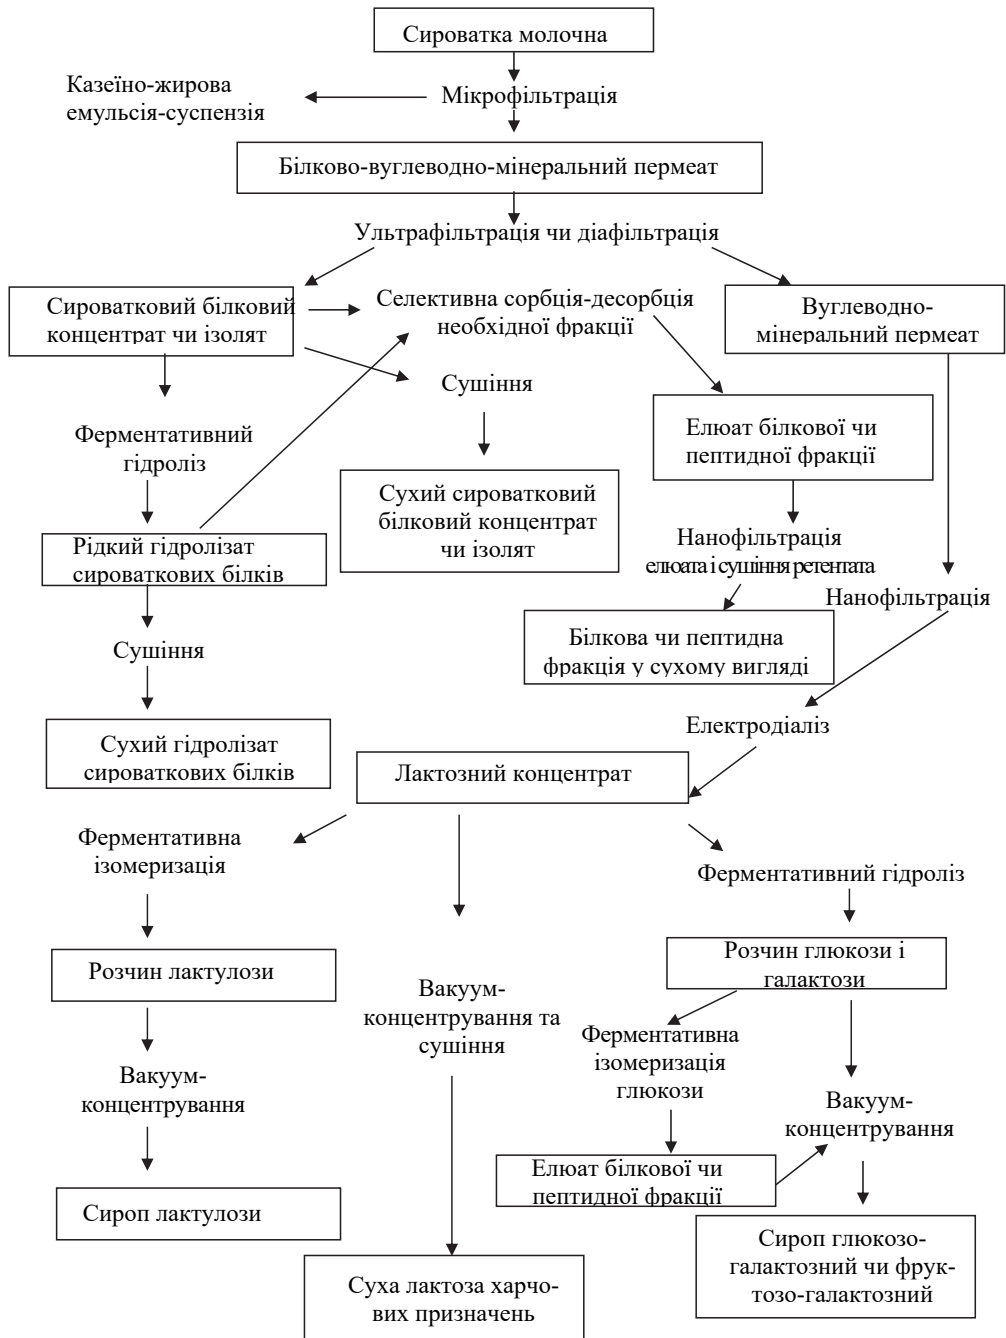 Сироватка молочна
Казеїно-жирова
емульсія-суспензія
Мікрофільтрація
Білково-вуглеводно-мінеральний пермеат
Ультрафільтрація чи діафільтрація
Сироватковий білковий
концентрат чи ізолят
Селективна сорбція-десорбція
необхідної фракції
Вуглеводно-
мінеральний пермеат
Сушіння
Ферментативний
гідроліз
Елюат білкової чи
пептидної фракції
Сухий сироватковий
білковий концентрат
чи ізолят
Рідкий гідролізат
сироваткових білків
Нанофільтрація
елюата і сушіння ретентата
Нанофільтрація
Сушіння
Білкова чи пептидна
фракція у сухому вигляді
Електродіаліз
Сухий гідролізат
сироваткових білків
Лактозний концентрат
Ферментативна
ізомеризація
Ферментативний гідроліз
Розчин лактулози
Розчин глюкози і
галактози
Вакуум-
концентрування та
сушіння
Ферментативна
ізомеризація
глюкози
Вакуум-
концентрування
Вакуум-
концентрування
Елюат білкової чи
пептидної фракції
Сироп лактулози
Сироп глюкозо-
галактозний чи фрук-
тозо-галактозний
Суха лактоза харчо-
вих призначень